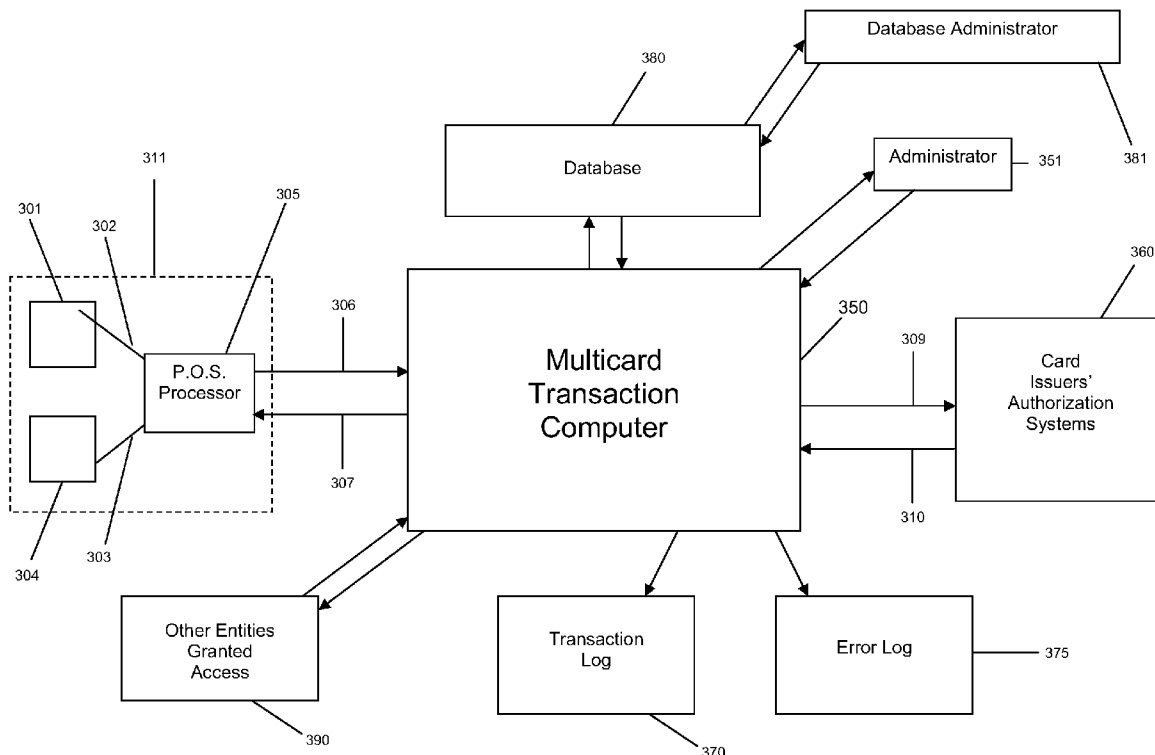 Database Administrator
380
Database
381
Administrator
351
311
305
301
302
360
P.O.S.
Processor
306
307
Multicard
Transaction
Computer
350
309
310
Card
Issuers'
Authorization
Systems
303
304
Other Entities
Granted
Access
390
Transaction
Log
370
Error Log
375